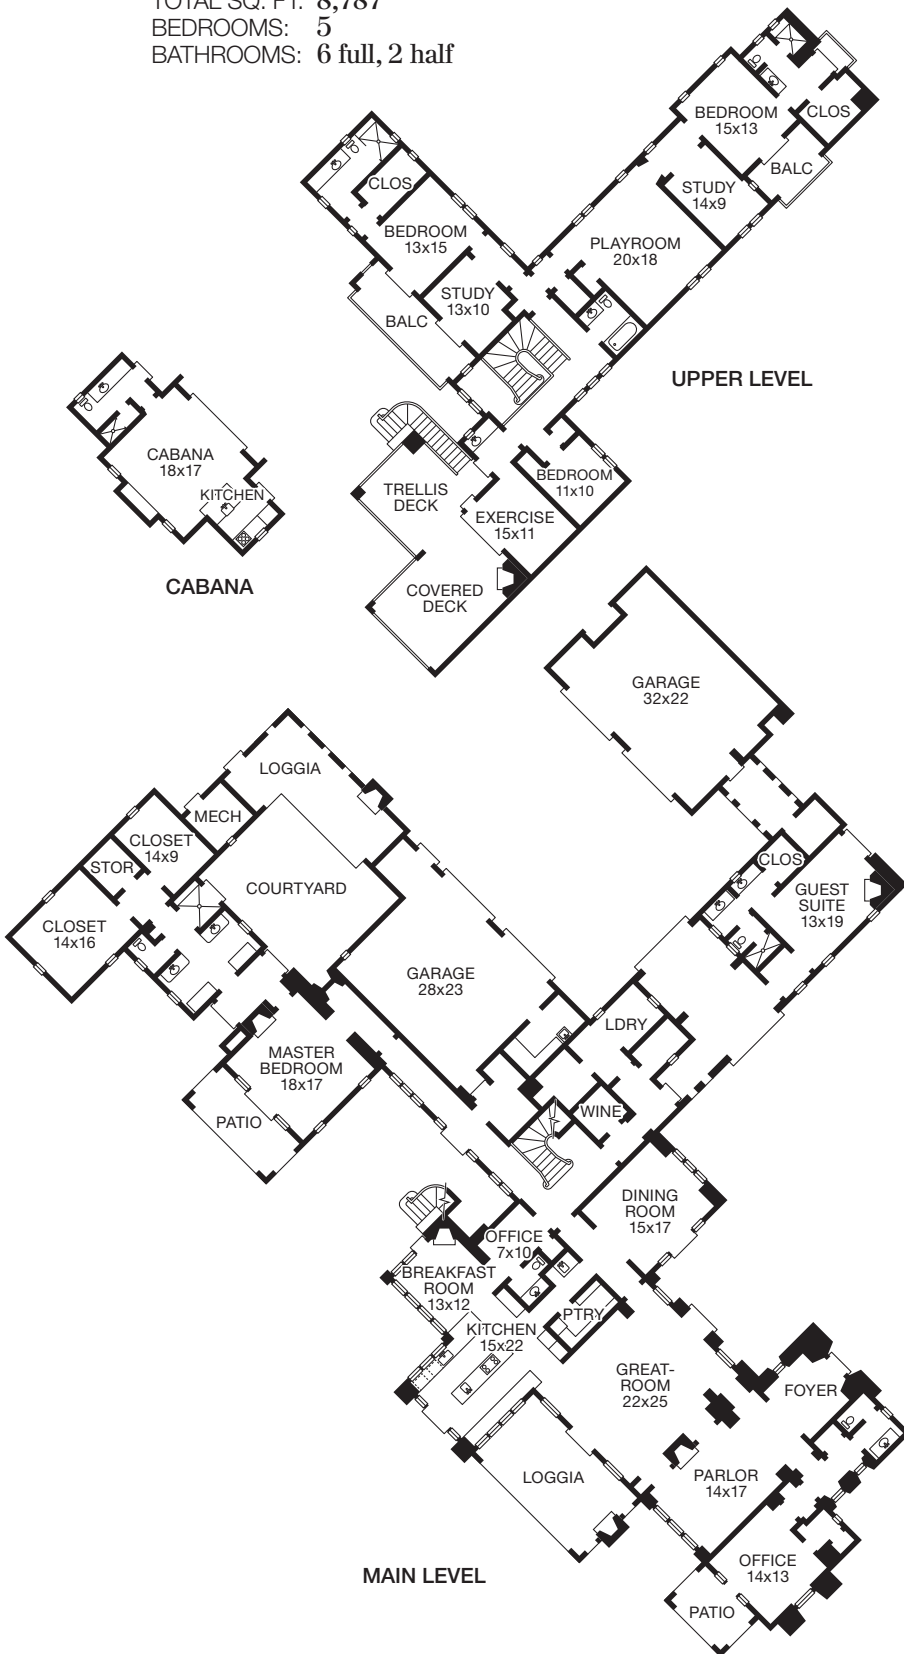 TOTAL SQ. FT. 8,787
BEDROOMS: 5
BATHROOMS: 6 full, 2 half
BEDROOM
15x13
CLOS
BALC
STUDY
14x9
PLAYROOM
20x18
CLOS
BEDROOM
13x15
STUDY
13x10
BALC
UPPER LEVEL
BEDROOM
11x10
EXERCISE
15x11
TRELLIS
DECK
COVERED
DECK
CABANA
18x17
KITCHEN
CABANA
GARAGE
32x22
LOGGIA
MECH
CLOSET
14x9
STOR
CLOSET
14x16
COURTYARD
GARAGE
28x23
CLOS
GUEST
SUITE
13x19
LDRY
WINE
MASTER
BEDROOM
18x17
PATIO
DINING
ROOM
15x17
OFFICE
7x10
BREAKFAST
ROOM
13x12
PTRY
KITCHEN
15x22
GREAT-
ROOM
22x25
FOYER
LOGGIA
PARLOR
14x17
OFFICE
14x13
PATIO
MAIN LEVEL